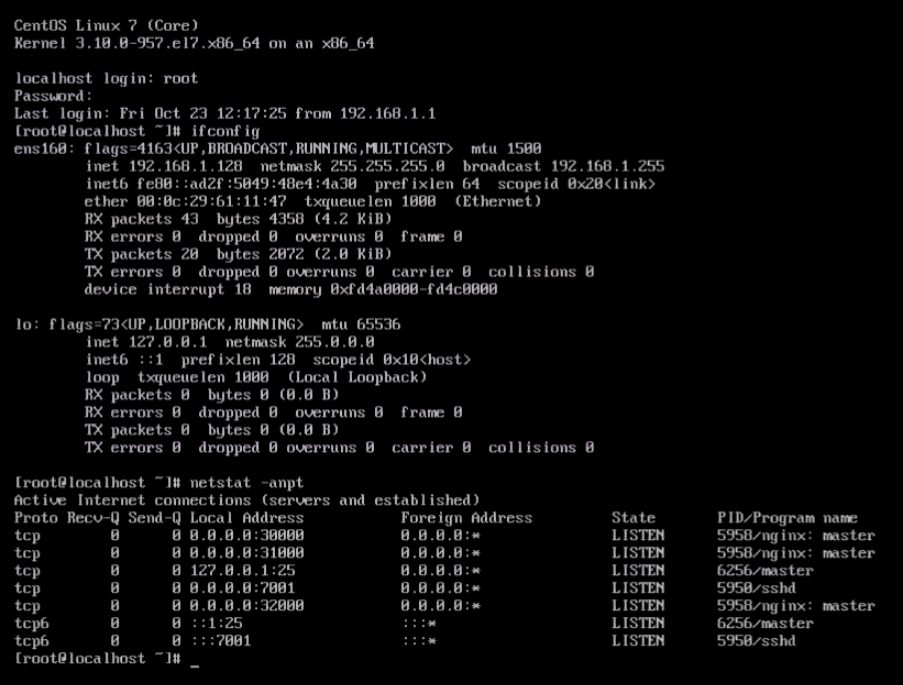 CentOS Linux 7 (Core)
Kernel 3.10.0-957.el7.x86_64 on an x86_64
localhost login: root
Password:
Last login: Fri Oct 23 12:17:25 from 192.168.1.1
[root@localhost ~]# ifconfig
ens160: flags=4163<UP,BROADCAST,RUNNING,MULTICAST>  mtu 1500
        inet 192.168.1.128  netmask 255.255.255.0  broadcast 192.168.1.255
        inet6 fe80::ad2f:5049:48e4:4a30  prefixlen 64  scopeid 0x20<link>
        ether 00:0c:29:61:11:47  txqueuelen 1000  (Ethernet)
        RX packets 43  bytes 4358 (4.2 KiB)
        RX errors 0  dropped 0  overruns 0  frame 0
        TX packets 20  bytes 2072 (2.0 KiB)
        TX errors 0  dropped 0 overruns 0  carrier 0  collisions 0
        device interrupt 18  memory 0xfd4a0000-fd4c0000
lo: flags=73<UP,LOOPBACK,RUNNING>  mtu 65536
        inet 127.0.0.1  netmask 255.0.0.0
        inet6 ::1  prefixlen 128  scopeid 0x10<host>
        loop  txqueuelen 1000  (Local Loopback)
        RX packets 0  bytes 0 (0.0 B)
        RX errors 0  dropped 0  overruns 0  frame 0
        TX packets 0  bytes 0 (0.0 B)
        TX errors 0  dropped 0 overruns 0  carrier 0  collisions 0
[root@localhost ~]# netstat -anpt
Active Internet connections (servers and established)
Proto Recv-Q Send-Q Local Address           Foreign Address         State       PID/Program name
tcp        0      0 0.0.0.0:30000           0.0.0.0:*               LISTEN      5958/nginx: master
tcp        0      0 0.0.0.0:31000           0.0.0.0:*               LISTEN      5958/nginx: master
tcp        0      0 127.0.0.1:25            0.0.0.0:*               LISTEN      6256/master
tcp        0      0 0.0.0.0:7001            0.0.0.0:*               LISTEN      5950/sshd
tcp        0      0 0.0.0.0:32000           0.0.0.0:*               LISTEN      5958/nginx: master
tcp6       0      0 ::1:25                  :::*                    LISTEN      6256/master
tcp6       0      0 :::7001                 :::*                    LISTEN      5950/sshd
[root@localhost ~]# _